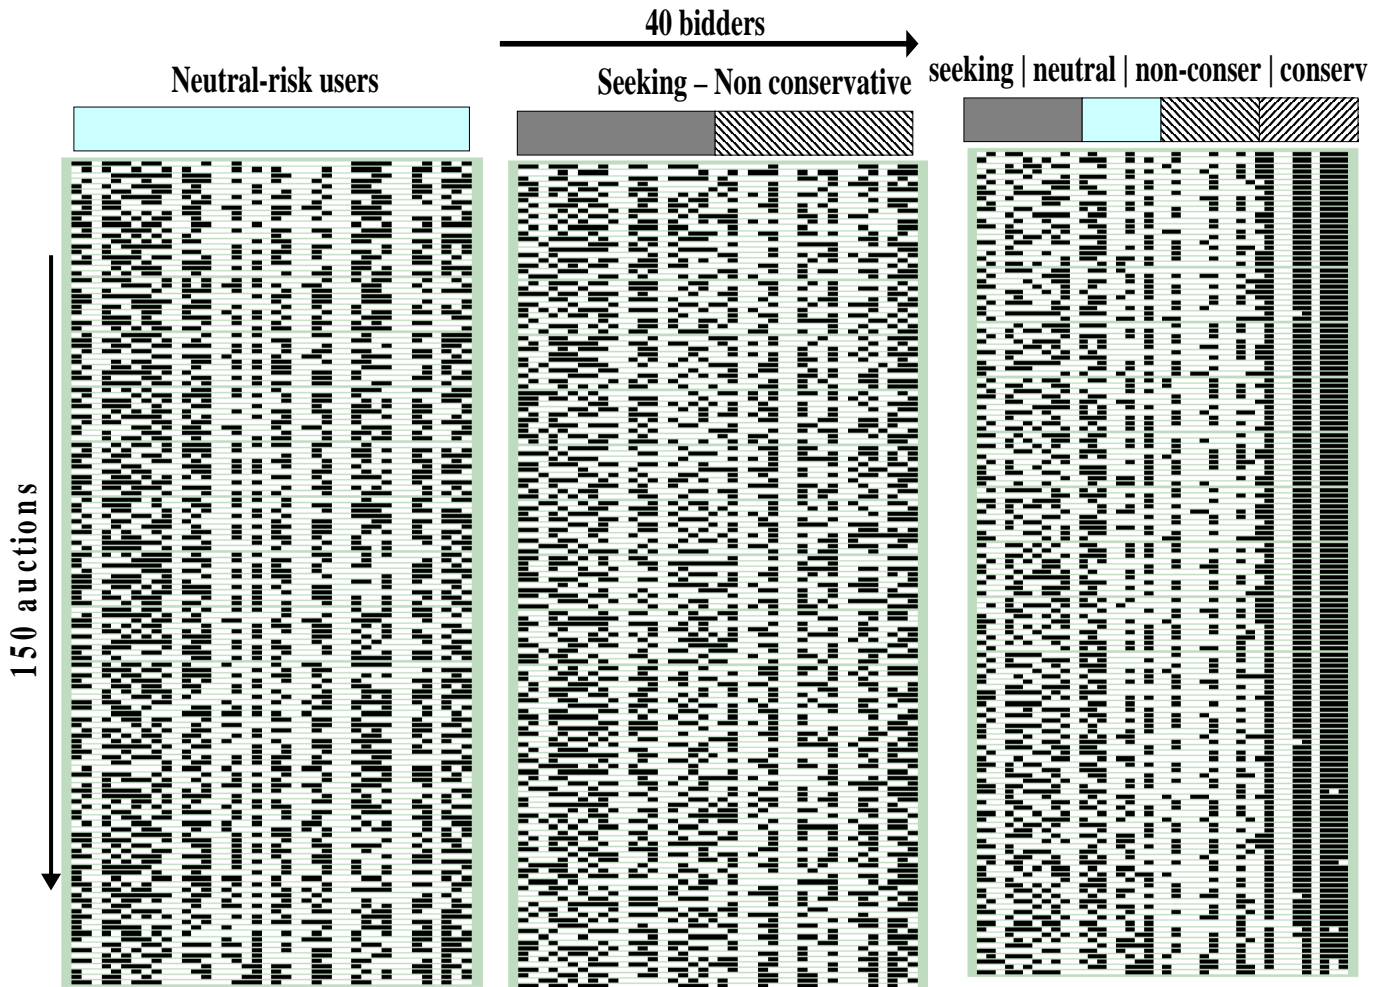 40 bidders
Neutral-risk users
Seeking – Non conservative
seeking | neutral | non-conser | conserv
150 auctions